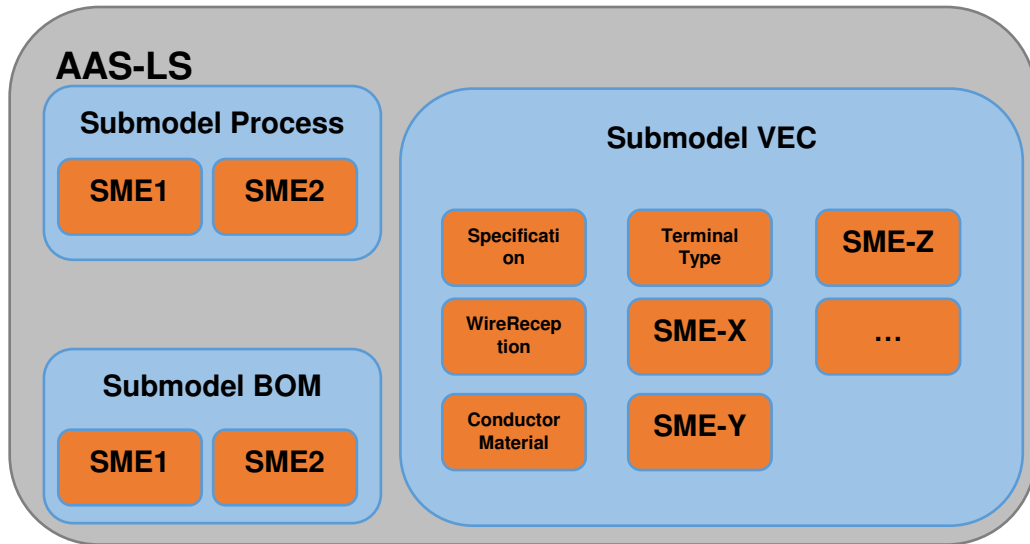 AAS-LS
Submodel Process
SME1
SME2
Submodel BOM
SME1
SME2
Submodel VEC
Specificati
on
Terminal
Type
SME-Z
WireRecep
tion
SME-X
...
Conductor
Material
SME-Y